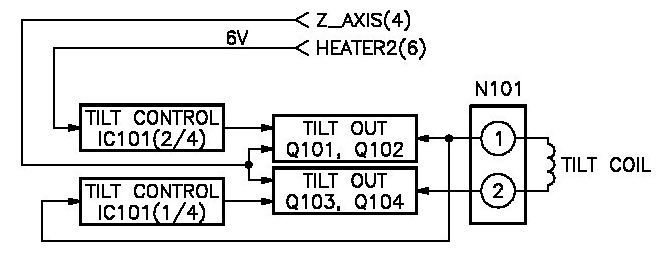 Z_AXIS(4)
6V
HEATER2(6)
N101
TILT CONTROL
IC101(2/4)
TILT OUT
Q101, Q102
1
TILT COIL
TILT CONTROL
IC101(1/4)
TILT OUT
Q103, Q104
2